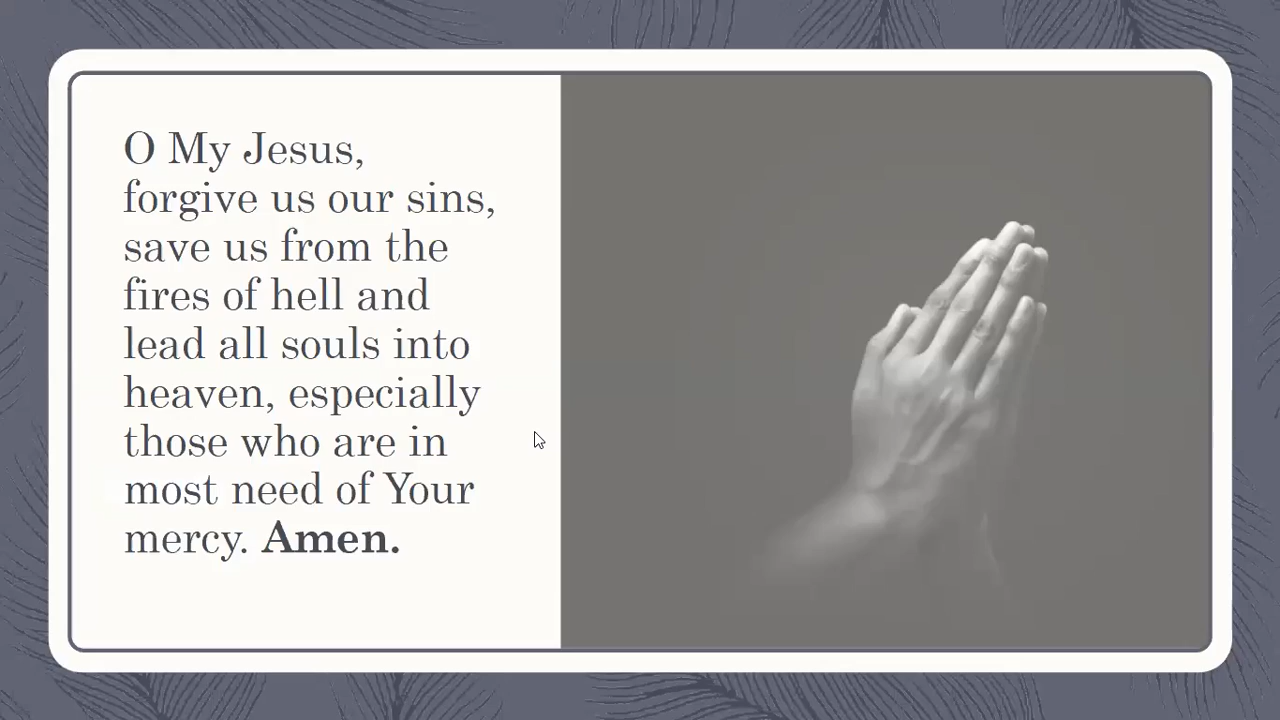 O My Jesus,
forgive us our sins,
save us from the
fires of hell and
lead all souls into
heaven, especially
those who are in
most need of Your
mercy. Amen.